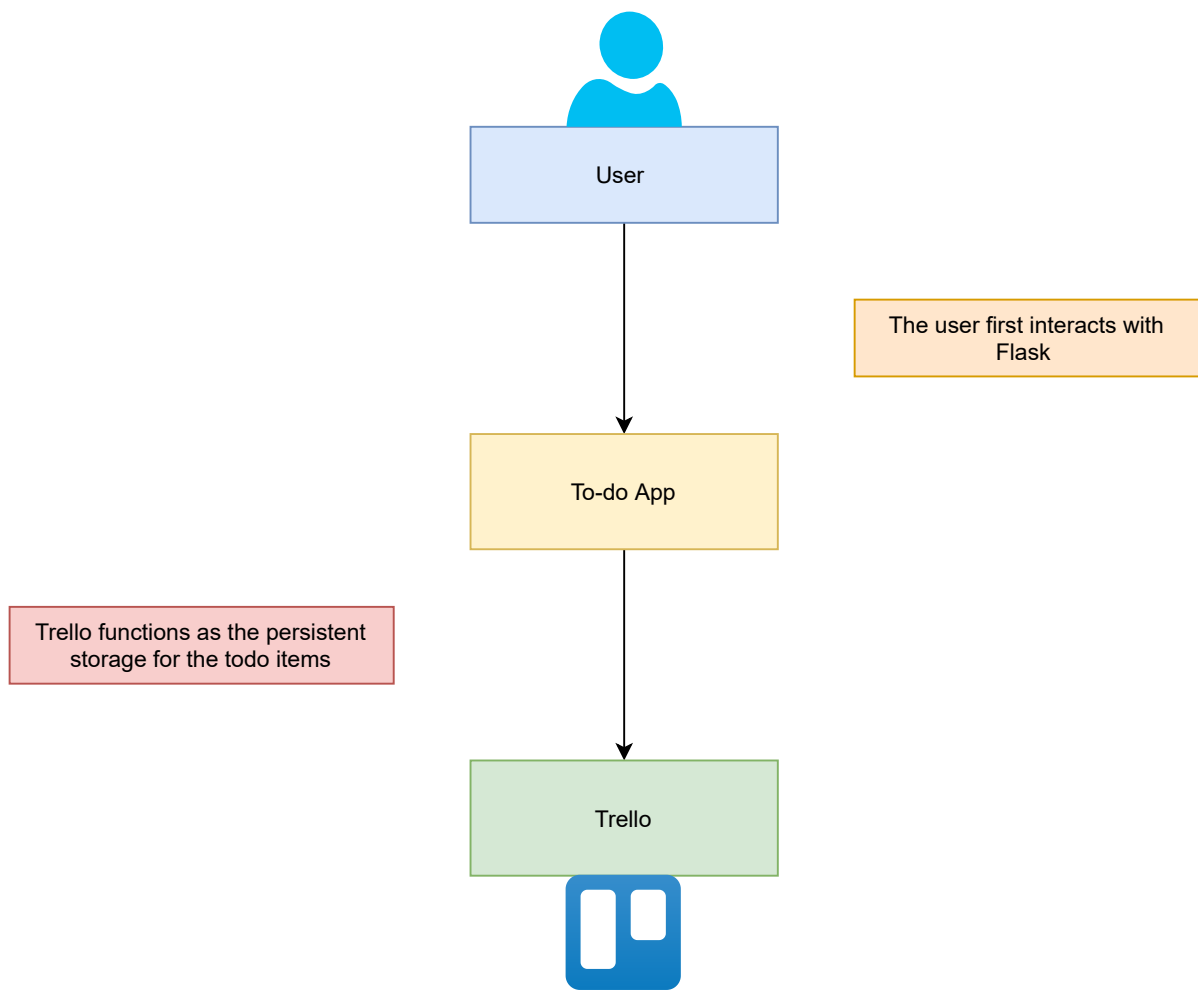 User
The user first interacts with
Flask
To-do App
Trello functions as the persistent
storage for the todo items
Trello